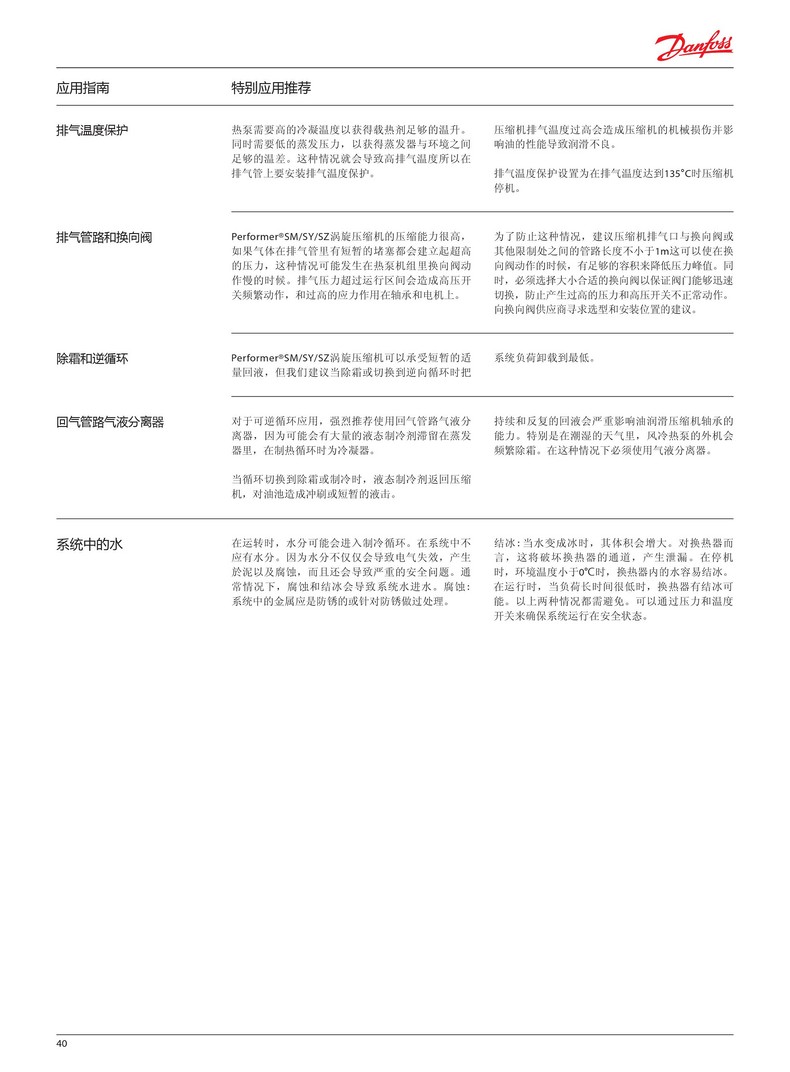 Danfoss
应用指南
特别应用推荐
排气温度保护
热泵需要高的冷凝温度以获得载热剂足够的温升。
同时需要低的蒸发压力，以获得蒸发器与环境之间
足够的温差。这种情况就会导致高排气温度所以在
排气管上要安装排气温度保护。
压缩机排气温度过高会造成压缩机的机械损伤并影
响油的性能导致润滑不良。
排气温度保护设置为在排气温度达到135°C时压缩机
停机。
排气管路和换向阀
Performer®SM/SY/SZ涡旋压缩机的压缩能力很高，
如果气体在排气管里有短暂的堵塞都会建立起超高
的压力，这种情况可能发生在热泵机组里换向阀动
作慢的时候。排气压力超过运行区间会造成高压开
关频繁动作，和过高的应力作用在轴承和电机上。
为了防止这种情况，建议压缩机排气口与换向阀或
其他限制处之间的管路长度不小于1m这可以使在换
向阀动作的时候，有足够的容积来降低压力峰值。同
时，必须选择大小合适的换向阀以保证阀门能够迅速
切换，防止产生过高的压力和高压开关不正常动作。
向换向阀供应商寻求选型和安装位置的建议。
除霜和逆循环
Performer®SM/SY/SZ涡旋压缩机可以承受短暂的适
量回液，但我们建议当除霜或切换到逆向循环时把
系统负荷卸载到最低。
回气管路气液分离器
对于可逆循环应用，强烈推荐使用回气管路气液分
离器，因为可能会有大量的液态制冷剂滞留在蒸发
器里，在制热循环时为冷凝器。
当循环切换到除霜或制冷时，液态制冷剂返回压缩
机，对油池造成冲刷或短暂的液击。
持续和反复的回液会严重影响油润滑压缩机轴承的
能力。特别是在潮湿的天气里，风冷热泵的外机会
频繁除霜。在这种情况下必须使用气液分离器。
系统中的水
在运转时，水分可能会进入制冷循环。在系统中不
应有水分。因为水分不仅仅会导致电气失效，产生
於泥以及腐蚀，而且还会导致严重的安全问题。通
常情况下，腐蚀和结冰会导致系统水进水。腐蚀：
系统中的金属应是防锈的或针对防锈做过处理。
结冰：当水变成冰时，其体积会增大。对换热器而
言，这将破坏换热器的通道，产生泄漏。在停机
时，环境温度小于0℃时，换热器内的水容易结冰。
在运行时，当负荷长时间很低时，换热器有结冰可
能。以上两种情况都需避免。可以通过压力和温度
开关来确保系统运行在安全状态。
40